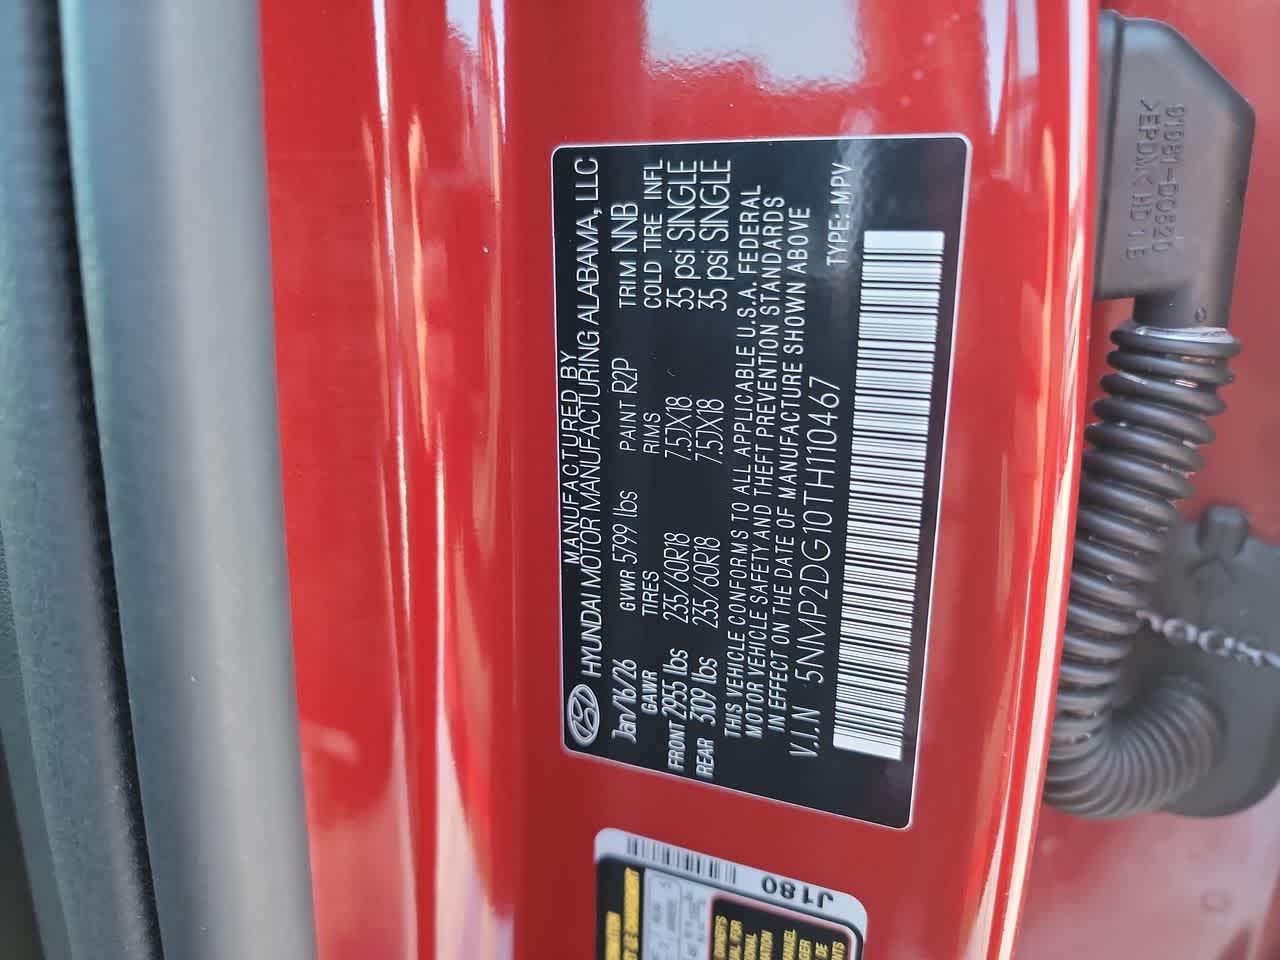 MANUFACTURED BY
HYUNDAI MOTOR MANUFACTURING ALABAMA, LLC
Jan/16/26 GVWR 5799 lbs PAINT R2P TRIM NNB
GAWR TIRES RIMS COLD TIRE INFL
FRONT 2955 lbs 235/60R18 7.5JX18 35 psi SINGLE
REAR 3109 lbs 235/60R18 7.5JX18 35 psi SINGLE
THIS VEHICLE CONFORMS TO ALL APPLICABLE U.S.A. FEDERAL
MOTOR VEHICLE SAFETY AND THEFT PREVENTION STANDARDS
IN EFFECT ON THE DATE OF MANUFACTURE SHOWN ABOVE
V.I.N 5NMP2DG10TH110467 TYPE: MPV
J180
>EPDM< HD